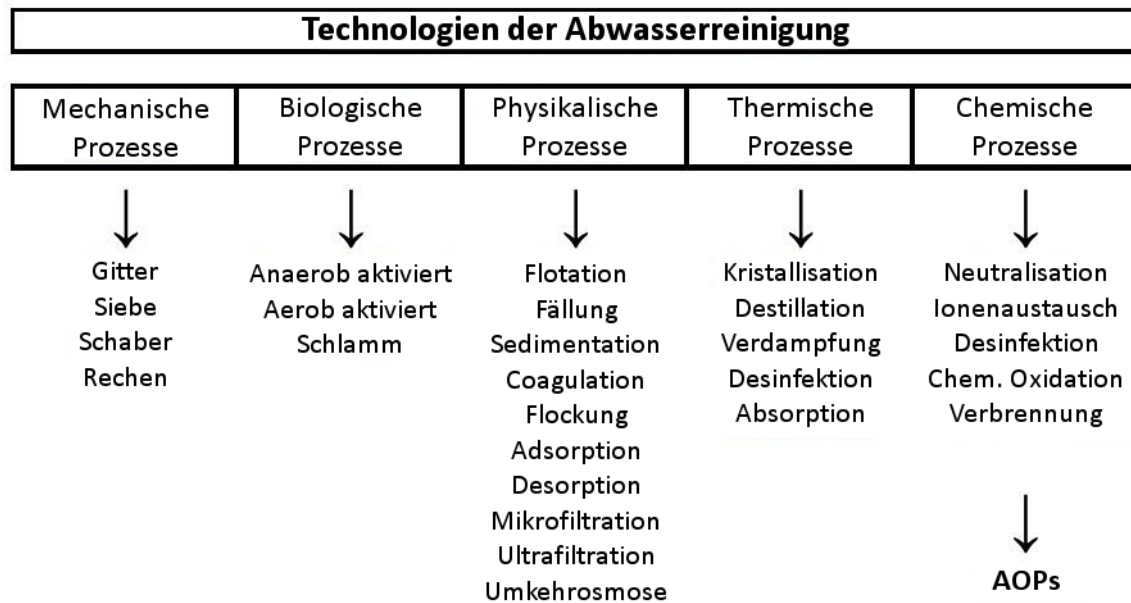 Technologien der Abwasserreinigung
Mechanische
Prozesse
Biologische
Prozesse
Physikalische
Prozesse
Thermische
Prozesse
Chemische
Prozesse
Gitter
Siebe
Schaber
Rechen
Anaerob aktiviert
Aerob aktiviert
Schlamm
Flotation
Fällung
Sedimentation
Coagulation
Flockung
Adsorption
Desorption
Mikrofiltration
Ultrafiltration
Umkehrosmose
Kristallisation
Destillation
Verdampfung
Desinfektion
Absorption
Neutralisation
Ionenaustausch
Desinfektion
Chem. Oxidation
Verbrennung
AOPs